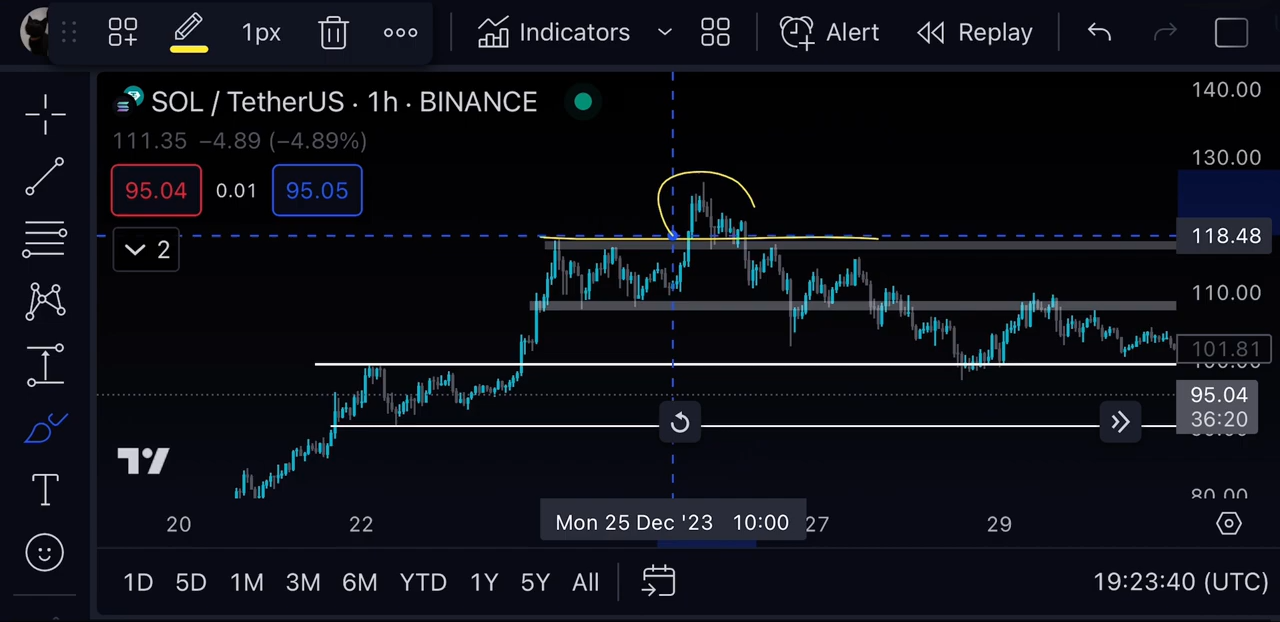 1px
Indicators
Alert
Replay
SOL / TetherUS · 1h · BINANCE
111.35 −4.89 (−4.89%)
95.04 0.01 95.05
2
140.00
130.00
118.48
110.00
101.81
95.04
36:20
80.00
Mon 25 Dec '23 10:00
20 22 27 29
1D 5D 1M 3M 6M YTD 1Y 5Y All
19:23:40 (UTC)